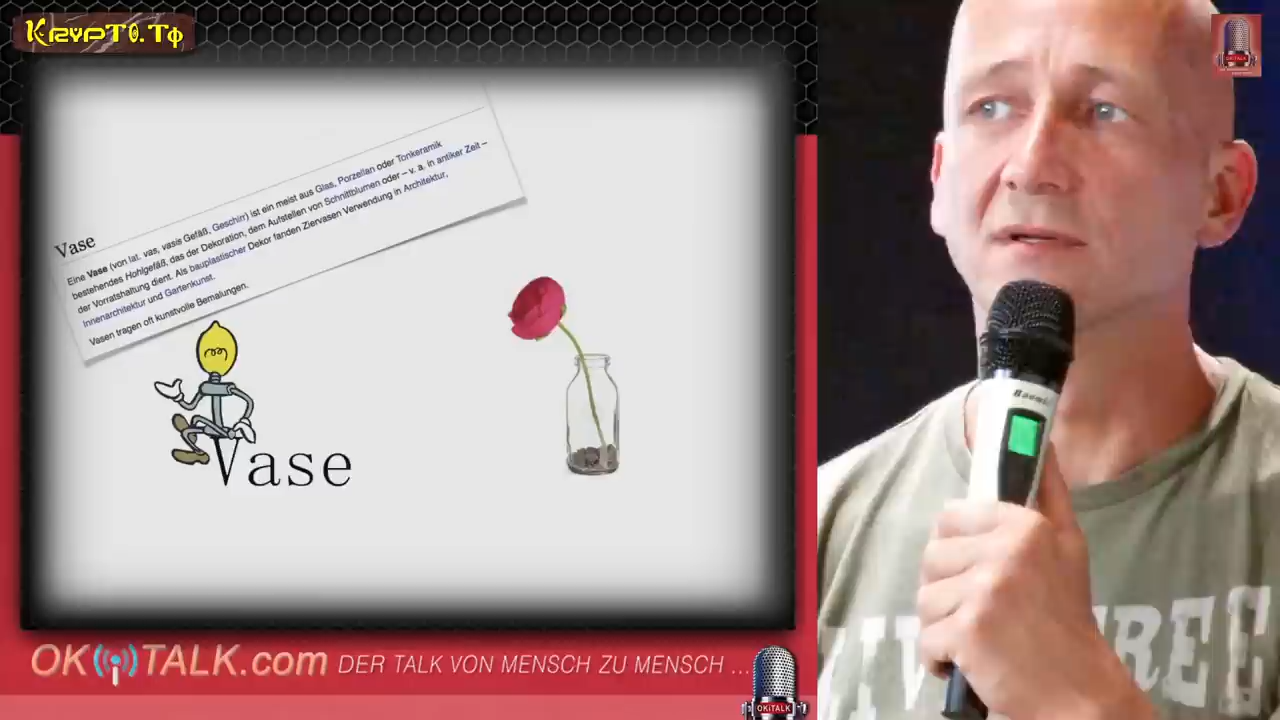 KRYPTO.TΦ
Vase
Eine Vase (von lat. vas, vasis Gefäß, Geschirr) ist ein meist aus Glas, Porzellan oder Tonkeramik
bestehendes Hohlgefäß, das der Dekoration, dem Aufstellen von Schnittblumen oder – v. a. in antiker Zeit –
der Vorratshaltung dient. Als bauplastischer Dekor fanden Ziervasen Verwendung in Architektur,
Innenarchitektur und Gartenkunst.
Vasen tragen oft kunstvolle Bemalungen.
Vase
OKiTALK.com DER TALK VON MENSCH ZU MENSCH ...
OKiTALK
OKiTALK